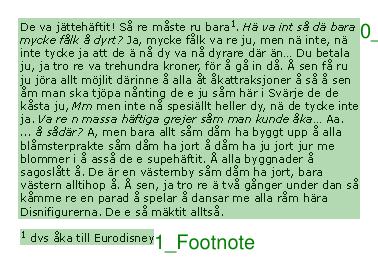 De va jättehäftit! Så re måste ru bara¹. Hä va int så dä bara
mycke fålk å dyrt? Ja, mycke fålk va re ju, men nä inte, nä
inte tycke ja att de ä nå dy va nå dyrare där än... Du betala
ju, ja tro re va trehundra kroner, för å gå in då. Å sen få ru
ju jöra allt möjlit därinne å alla åt åkattraksjoner å så å sen
åm man ska tjöpa nånting de e ju såm här i Svärje de de
kåsta ju, Mm men inte nå spesiällt heller dy, nä de tycke inte
ja. Va re n massa häftiga grejer såm man kunde åka... Aa.
... å sådär? A, men bara allt såm dåm ha byggt upp å alla
blåmsterprakte såm dåm ha jort å dåm ha ju jort jur me
blommer i å asså de e supehäftit. Å alla byggnader å
sagoslått å. De är en västernby såm dåm ha jort, bara
västern alltihop å. Å sen, ja tro re ä två gånger under dan så
kåmme re en parad å spelar å dansar me alla råm hära
Disnifigurerna. De e så mäktit alltså.
0_
¹ dvs åka till Eurodisney
1_Footnote